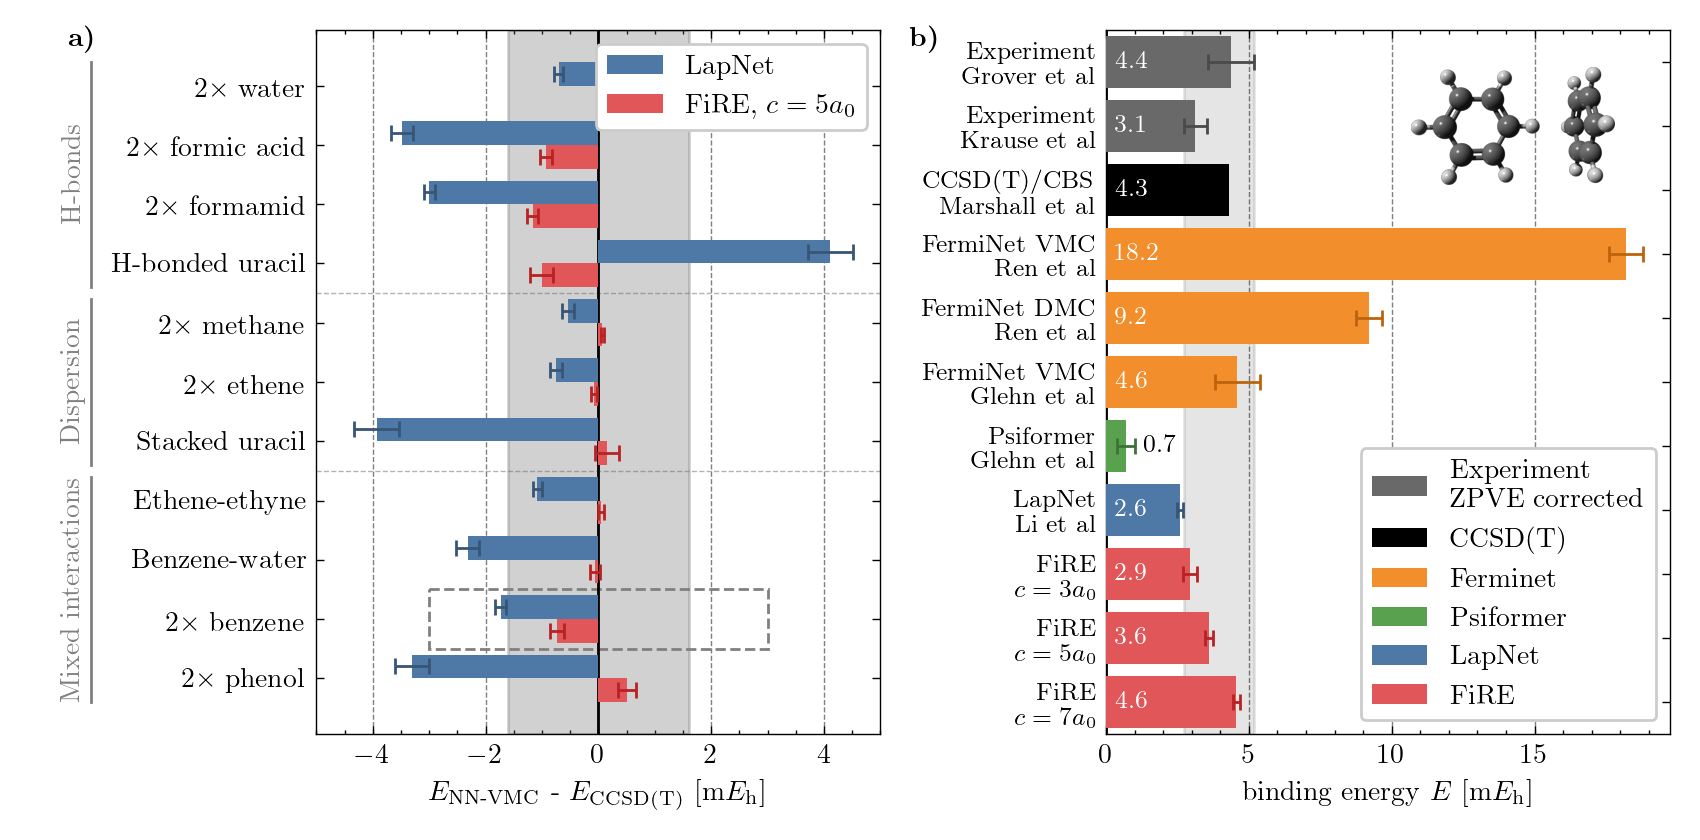 a)
H-bonds
Dispersion
Mixed interactions
2× water
2× formic acid
2× formamid
H-bonded uracil
2× methane
2× ethene
Stacked uracil
Ethene-ethyne
Benzene-water
2× benzene
2× phenol
LapNet
FiRE, c = 5a₀
−4 −2 0 2 4
E_NN-VMC - E_CCSD(T) [mE_h]
b)
Experiment
Grover et al
4.4
Experiment
Krause et al
3.1
CCSD(T)/CBS
Marshall et al
4.3
FermiNet VMC
Ren et al
18.2
FermiNet DMC
Ren et al
9.2
FermiNet VMC
Glehn et al
4.6
Psiformer
Glehn et al
0.7
LapNet
Li et al
2.6
FiRE
c = 3a₀
2.9
FiRE
c = 5a₀
3.6
FiRE
c = 7a₀
4.6
Experiment
ZPVE corrected
CCSD(T)
Ferminet
Psiformer
LapNet
FiRE
0 5 10 15
binding energy E [mE_h]